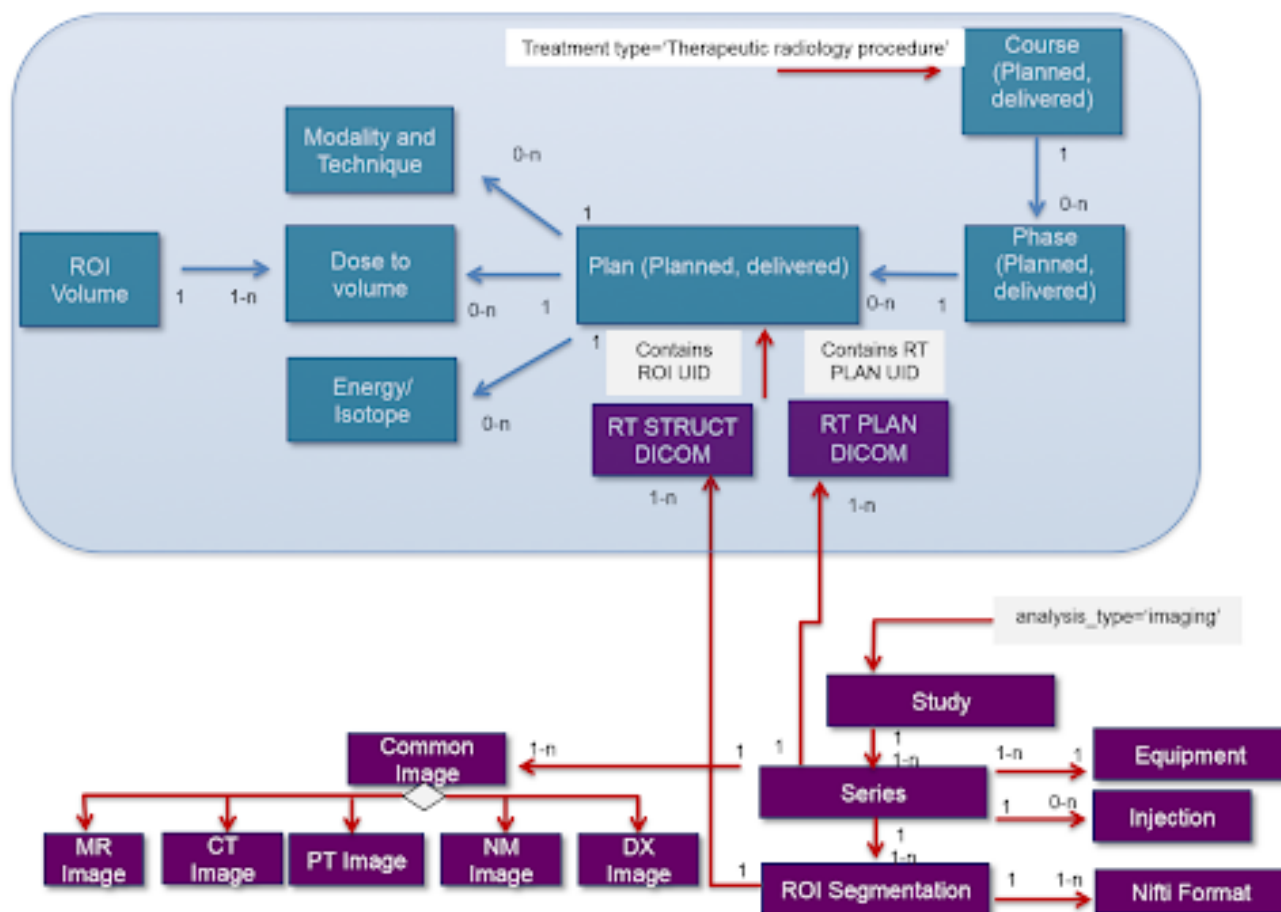 Treatment type='Therapeutic radiology procedure'
Course
(Planned,
delivered)
Modality and
Technique
0-n
1
0-n
1
ROI
Volume
1
1-n
Dose to
volume
0-n
1
Plan (Planned, delivered)
0-n
1
Phase
(Planned,
delivered)
1
Contains
ROI UID
Contains RT
PLAN UID
Energy/
Isotope
0-n
RT STRUCT
DICOM
RT PLAN
DICOM
1-n
1-n
analysis_type='imaging'
Study
1
1-n
Common
Image
1-n
1
1
Series
1-n
1
Equipment
1
0-n
Injection
MR
Image
CT
Image
PT Image
NM
Image
DX
Image
1
1-n
1
ROI Segmentation
1
1-n
Nifti Format